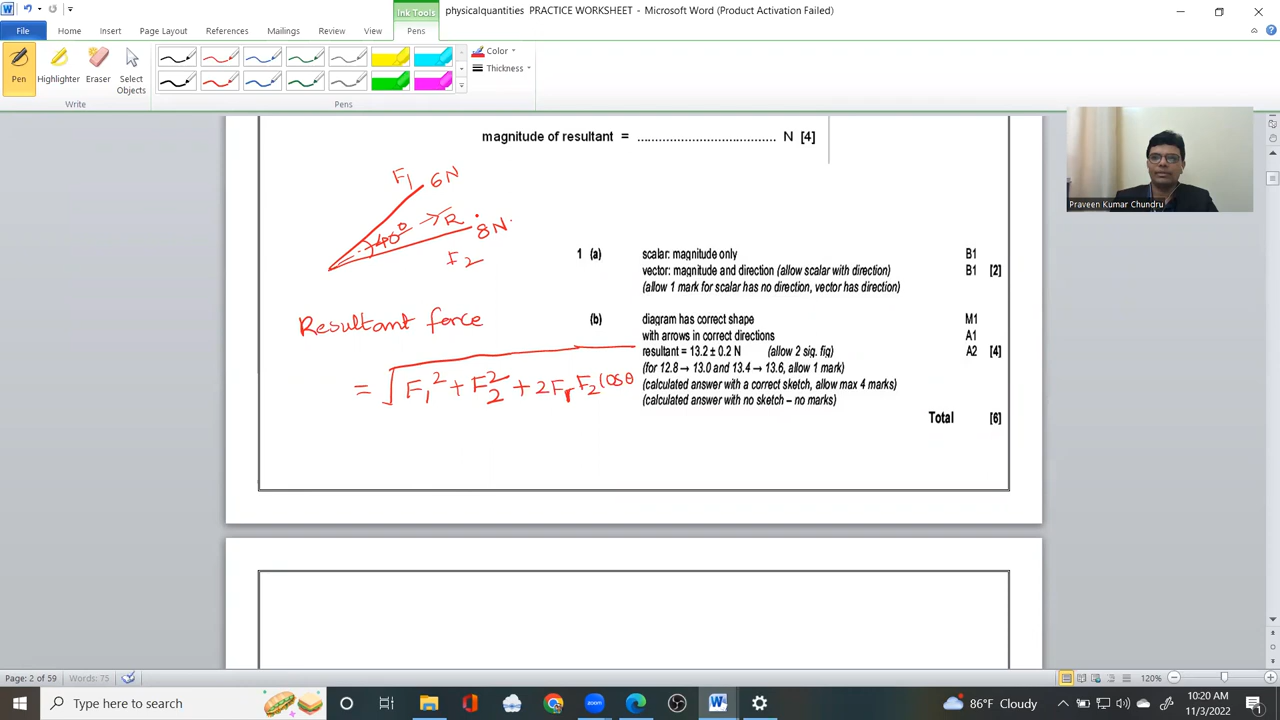 Ink Tools
physicalquantities PRACTICE WORKSHEET - Microsoft Word (Product Activation Failed)
File Home Insert Page Layout References Mailings Review View Pens
Pen Highlighter Eraser Select Objects
Color
Thickness
Write Pens
magnitude of resultant = ........................................ N [4]
Praveen Kumar Chundru
F1 6N
40° R 8N
F2
1 (a) scalar: magnitude only B1
vector: magnitude and direction (allow scalar with direction) B1 [2]
(allow 1 mark for scalar has no direction, vector has direction)
Resultant force
(b) diagram has correct shape M1
with arrows in correct directions A1
resultant = 13.2 ± 0.2 N (allow 2 sig. fig) A2 [4]
(for 12.8 → 13.0 and 13.4 → 13.6, allow 1 mark)
= √F1² + F2² + 2F1F2 cosθ
(calculated answer with a correct sketch, allow max 4 marks)
(calculated answer with no sketch – no marks)
Total [6]
Page: 2 of 59 Words: 75 120%
Type here to search
86°F Cloudy
10:20 AM
11/3/2022